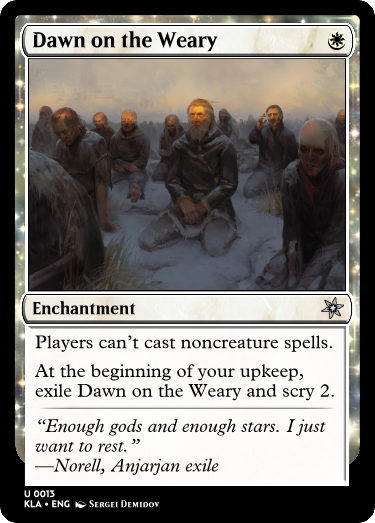 Dawn on the Weary
Enchantment
Players can’t cast noncreature spells.
At the beginning of your upkeep,
exile Dawn on the Weary and scry 2.
“Enough gods and enough stars. I just
want to rest.”
—Norell, Anjarjan exile
U 0013
KLA • EN Sergei Demidov